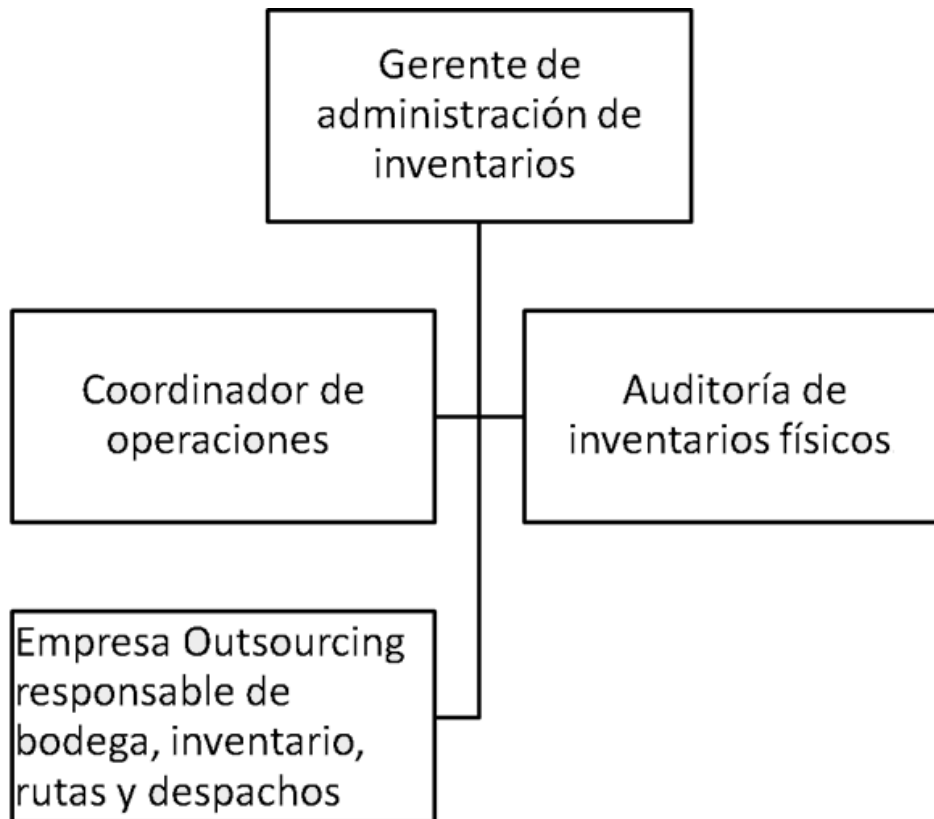 Gerente de
administración de
inventarios
Coordinador de
operaciones
Auditoría de
inventarios físicos
Empresa Outsourcing
responsable de
bodega, inventario,
rutas y despachos